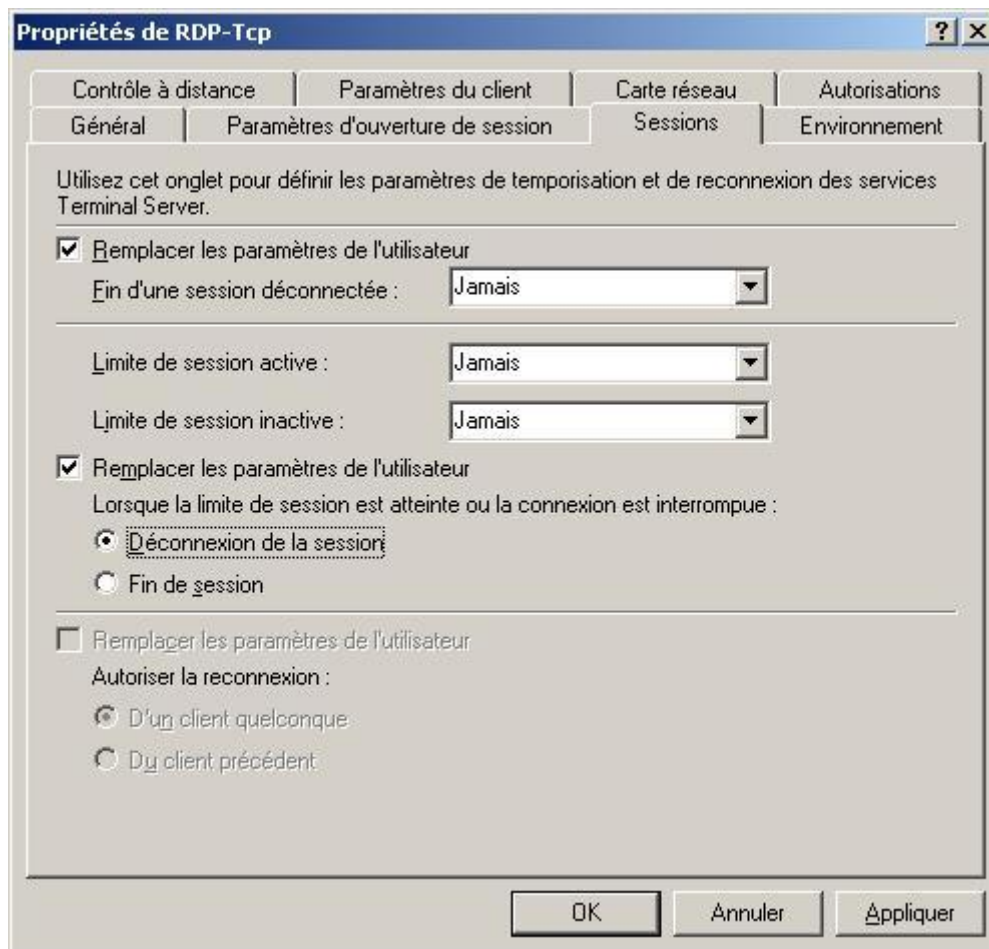 Propriétés de RDP-Tcp
Contrôle à distance
Paramètres du client
Carte réseau
Autorisations
Général
Paramètres d'ouverture de session
Sessions
Environnement
Utilisez cet onglet pour définir les paramètres de temporisation et de reconnexion des services
Terminal Server.
Remplacer les paramètres de l'utilisateur
Fin d'une session déconnectée :
Jamais
Limite de session active :
Jamais
Limite de session inactive :
Jamais
Remplacer les paramètres de l'utilisateur
Lorsque la limite de session est atteinte ou la connexion est interrompue :
Déconnexion de la session
Fin de session
Remplacer les paramètres de l'utilisateur
Autoriser la reconnexion :
D'un client quelconque
Du client précédent
OK
Annuler
Appliquer